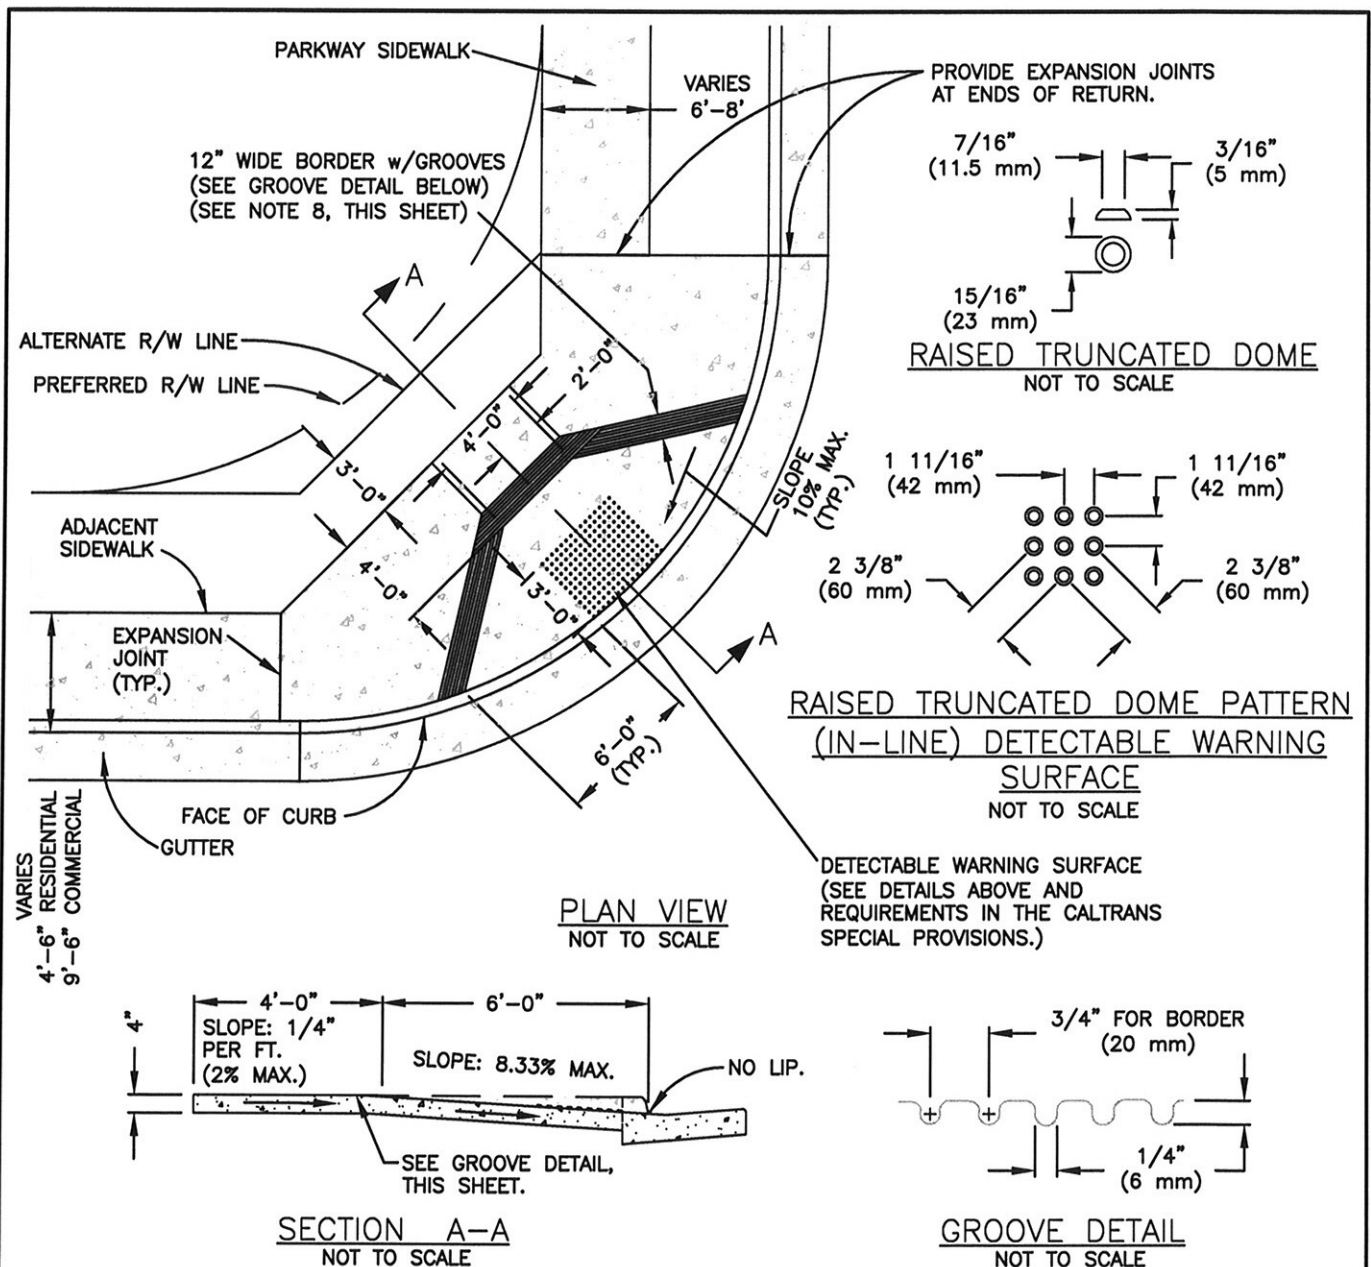 PARKWAY SIDEWALK
VARIES
6'-8'
PROVIDE EXPANSION JOINTS
AT ENDS OF RETURN.
7/16"
(11.5 mm)
3/16"
(5 mm)
12" WIDE BORDER w/GROOVES
(SEE GROOVE DETAIL BELOW)
(SEE NOTE 8, THIS SHEET)
A
15/16"
(23 mm)
RAISED TRUNCATED DOME
NOT TO SCALE
ALTERNATE R/W LINE
PREFERRED R/W LINE
2'-0"
4'-0"
3'-0"
4'-0"
3'-0"
SLOPE
10% MAX.
(TYP.)
1 11/16"
(42 mm)
1 11/16"
(42 mm)
2 3/8"
(60 mm)
2 3/8"
(60 mm)
ADJACENT
SIDEWALK
EXPANSION
JOINT
(TYP.)
A
6'-0"
(TYP.)
RAISED TRUNCATED DOME PATTERN
(IN-LINE) DETECTABLE WARNING
SURFACE
NOT TO SCALE
FACE OF CURB
GUTTER
VARIES
4'-6" RESIDENTIAL
9'-6" COMMERCIAL
DETECTABLE WARNING SURFACE
(SEE DETAILS ABOVE AND
REQUIREMENTS IN THE CALTRANS
SPECIAL PROVISIONS.)
PLAN VIEW
NOT TO SCALE
4'-0"
6'-0"
4"
SLOPE: 1/4"
PER FT.
(2% MAX.)
SLOPE: 8.33% MAX.
NO LIP.
SEE GROOVE DETAIL,
THIS SHEET.
SECTION A-A
NOT TO SCALE
3/4" FOR BORDER
(20 mm)
1/4"
(6 mm)
GROOVE DETAIL
NOT TO SCALE